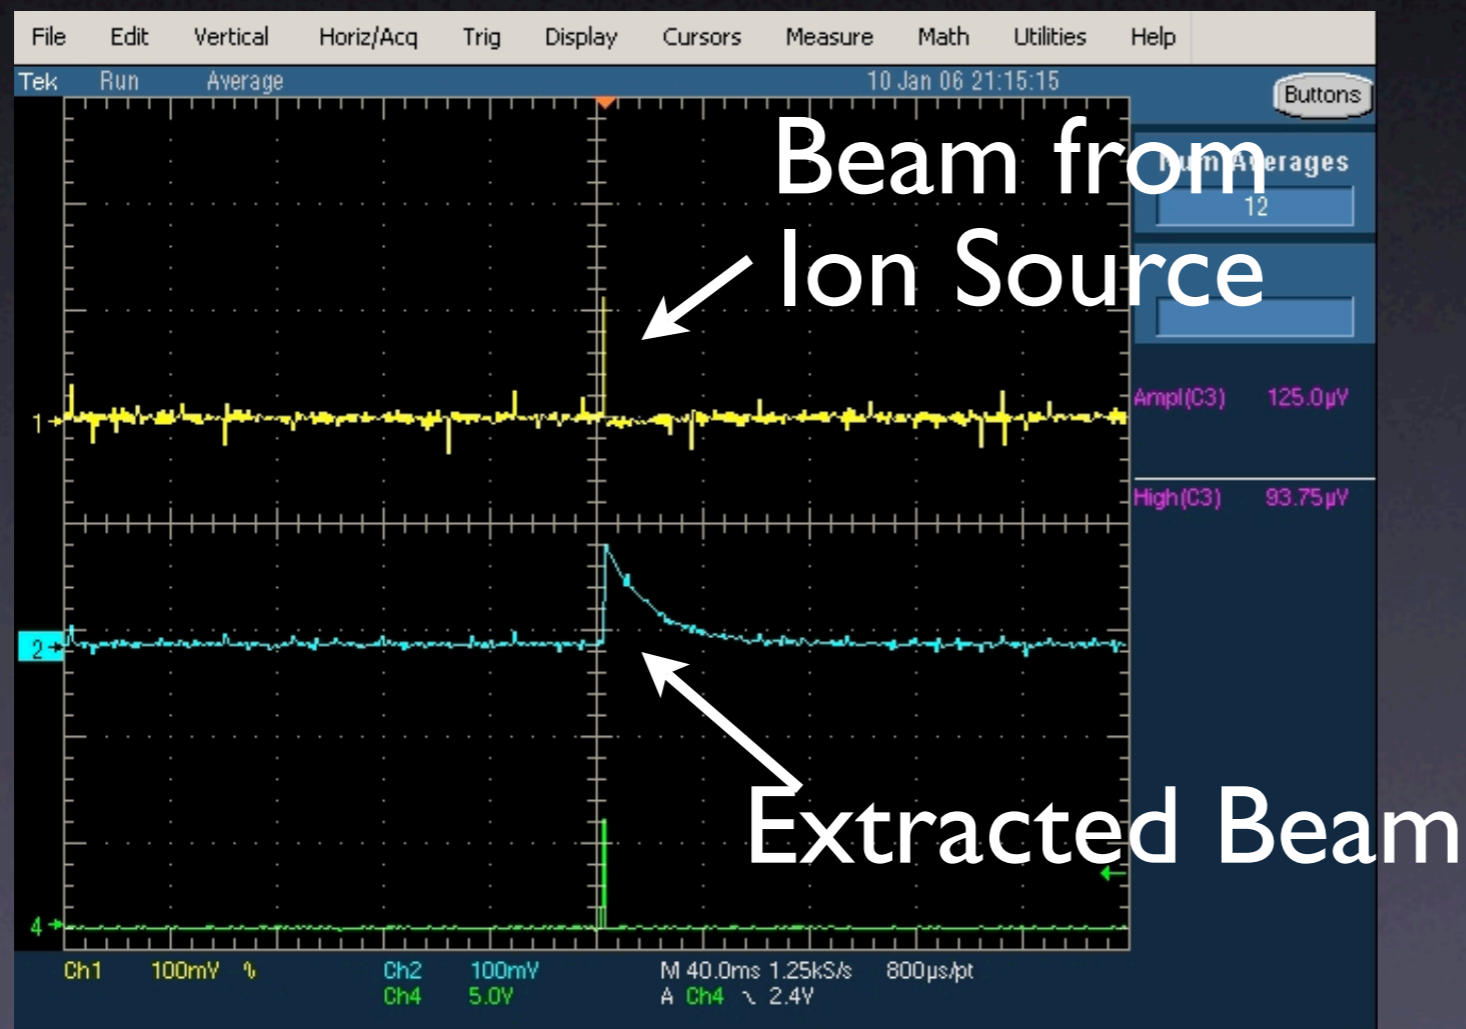 File Edit Vertical Horiz/Acq Trig Display Cursors Measure Math Utilities Help
Tek Run Average 10 Jan 06 21:15:15
Buttons
Beam from
Num Averages
12
Ion Source
Ampl(C3) 125.0µV
1
High(C3) 93.75µV
2
Extracted Beam
4
Ch1 100mV Ch2 100mV M 40.0ms 1.25kS/s 800µs/pt
Ch4 5.0V A Ch4 2.4V